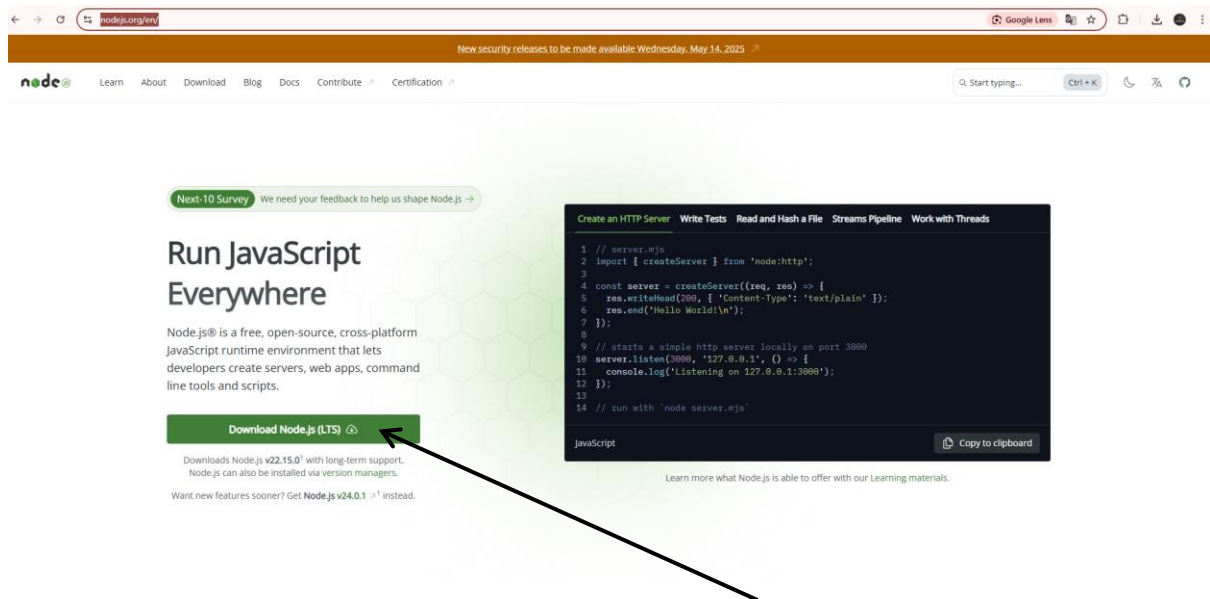 nodejs.org/en/
Google Lens
New security releases to be made available Wednesday, May 14, 2025
node
Learn About Download Blog Docs Contribute Certification
Start typing... Ctrl + K
Next-10 Survey We need your feedback to help us shape Node.js →
Run JavaScript
Everywhere
Node.js® is a free, open-source, cross-platform
JavaScript runtime environment that lets
developers create servers, web apps, command
line tools and scripts.
Download Node.js (LTS)
Downloads Node.js v22.15.0¹ with long-term support.
Node.js can also be installed via version managers.
Want new features sooner? Get Node.js v24.0.1 ↗¹ instead.
Create an HTTP Server Write Tests Read and Hash a File Streams Pipeline Work with Threads
1 // server.mjs
2 import { createServer } from 'node:http';
3
4 const server = createServer((req, res) => {
5 res.writeHead(200, { 'Content-Type': 'text/plain' });
6 res.end('Hello World!\n');
7 });
8
9 // starts a simple http server locally on port 3000
10 server.listen(3000, '127.0.0.1', () => {
11 console.log('Listening on 127.0.0.1:3000');
12 });
13
14 // run with `node server.mjs`
JavaScript Copy to clipboard
Learn more what Node.js is able to offer with our Learning materials.